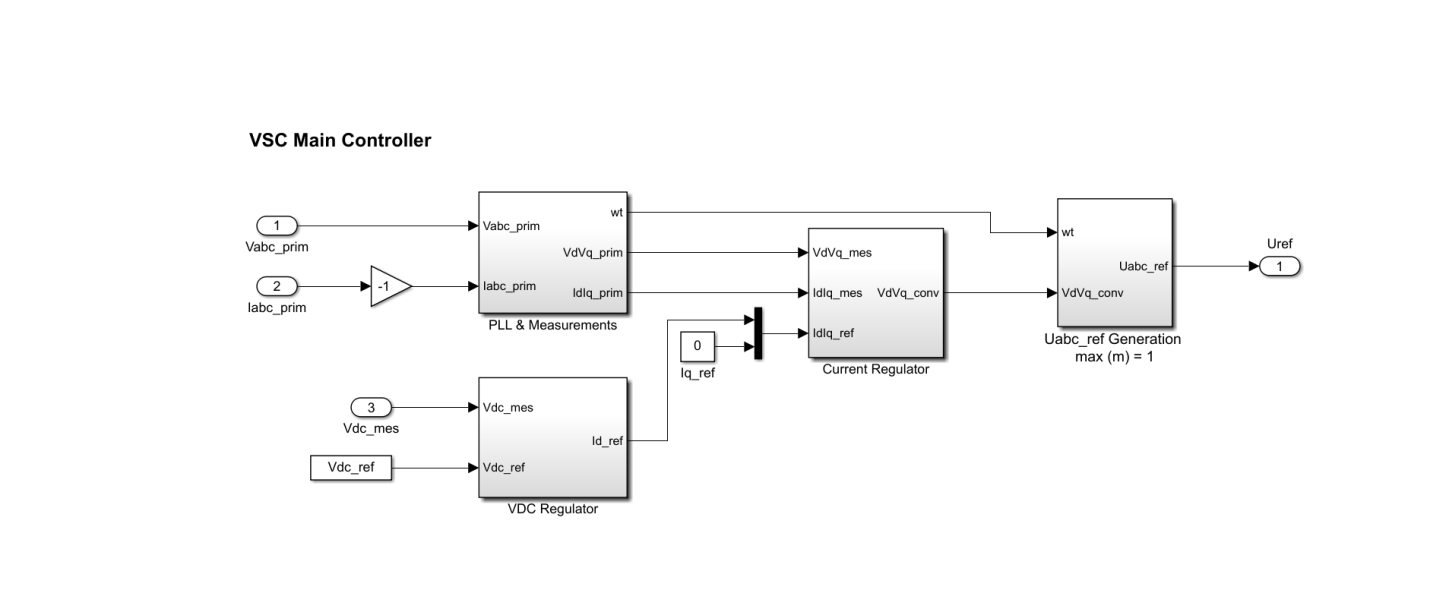 VSC Main Controller
1
Vabc_prim
2
Iabc_prim
-1
Vabc_prim
Iabc_prim
wt
VdVq_prim
IdIq_prim
PLL & Measurements
3
Vdc_mes
Vdc_ref
Vdc_mes
Vdc_ref
Id_ref
VDC Regulator
0
Iq_ref
VdVq_mes
IdIq_mes
IdIq_ref
VdVq_conv
Current Regulator
wt
VdVq_conv
Uabc_ref
Uabc_ref Generation
max (m) = 1
Uref
1